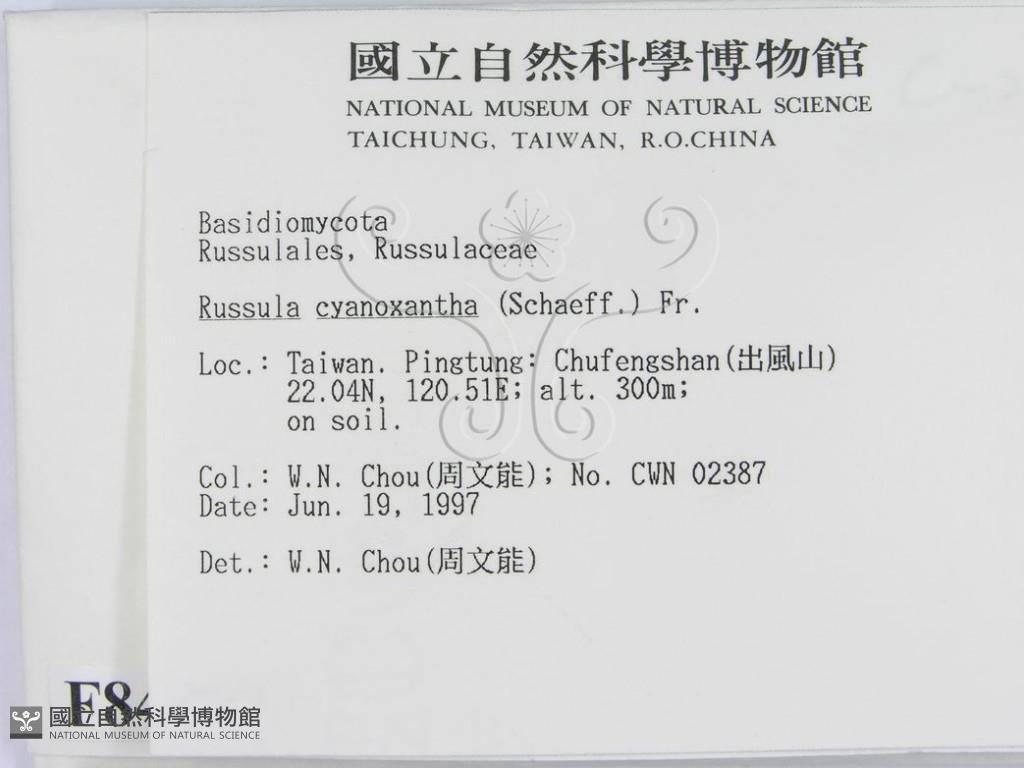 國立自然科學博物館
NATIONAL MUSEUM OF NATURAL SCIENCE
TAICHUNG, TAIWAN, R.O.CHINA
Basidiomycota
Russulales, Russulaceae
Russula cyanoxantha (Schaeff.) Fr.
Loc.: Taiwan. Pingtung: Chufengshan(出風山)
22.04N, 120.51E; alt. 300m;
on soil.
Col.: W.N. Chou(周文能); No. CWN 02387
Date: Jun. 19, 1997
Det.: W.N. Chou(周文能)
國立自然科學博物館
NATIONAL MUSEUM OF NATURAL SCIENCE